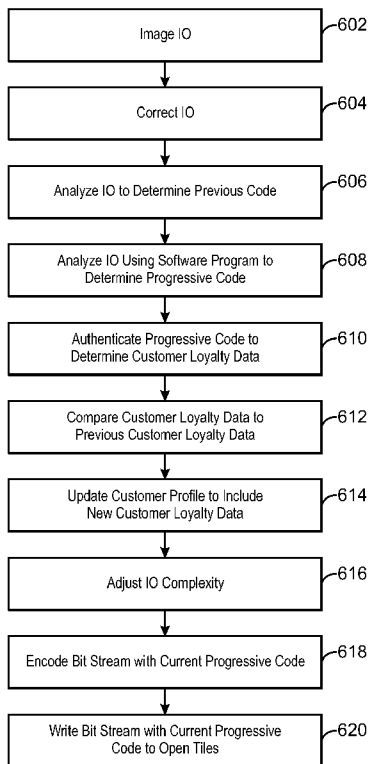 Image IO
602
Correct IO
604
Analyze IO to Determine Previous Code
606
Analyze IO Using Software Program to
Determine Progressive Code
608
Authenticate Progressive Code to
Determine Customer Loyalty Data
610
Compare Customer Loyalty Data to
Previous Customer Loyalty Data
612
Update Customer Profile to Include
New Customer Loyalty Data
614
Adjust IO Complexity
616
Encode Bit Stream with Current Progressive Code
618
Write Bit Stream with Current Progressive
Code to Open Tiles
620